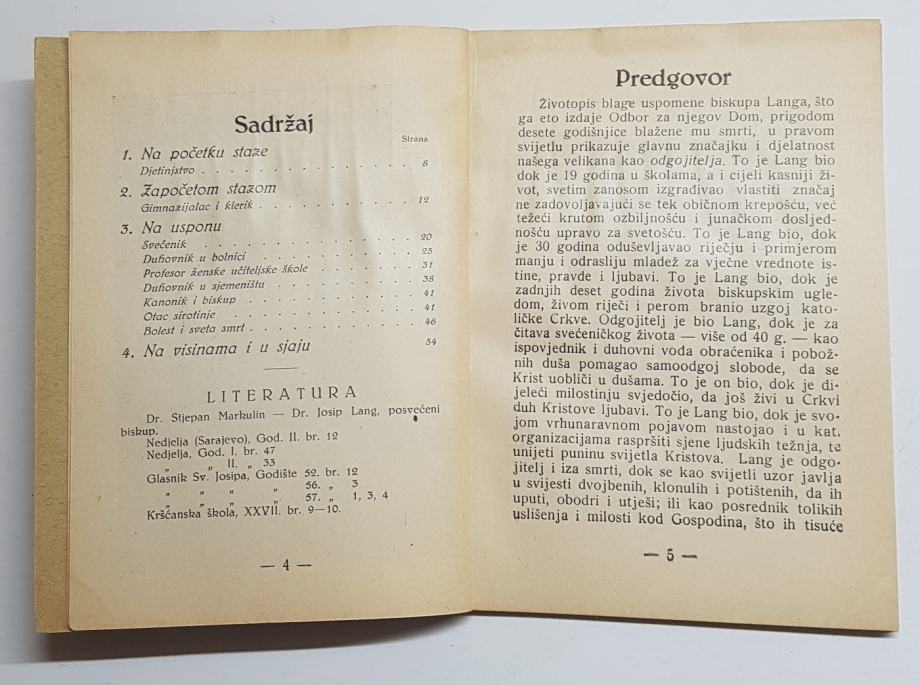 Sadržaj
Strana
1. Na početku staze
Djetinjstvo . . . . . . . . . . . . . . . 8
2. Započetom stazom
Gimnazijalac i klerik . . . . . . . . . . . 12
3. Na usponu
Svećenik . . . . . . . . . . . . . . . 20
Duhovnik u bolnici . . . . . . . . . . . 25
Profesor ženske učiteljske škole . . . . . . . 31
Duhovnik u sjemeništu . . . . . . . . . . 38
Kanonik i biskup . . . . . . . . . . . . 41
Otac sirotinje . . . . . . . . . . . . . 41
Bolest i sveta smrt . . . . . . . . . . . 46
4. Na visinama i u sjaju 54
LITERATURA
Dr. Stjepan Markulin — Dr. Josip Lang, posvećeni
biskup.
Nedjelja (Sarajevo), God. II. br. 12
Nedjelja, God. I. br. 47
„ „ II. „ 33
Glasnik Sv. Josipa, Godište 52. br. 12
„ „ „ „ 56. „ 3
„ „ „ „ 57. „ 1, 3, 4
Kršćanska škola, XXVII. br. 9—10.
— 4 —
Predgovor
Životopis blage uspomene biskupa Langa, što
ga eto izdaje Odbor za njegov Dom, prigodom
desete godišnjice blažene mu smrti, u pravom
svijetlu prikazuje glavnu značajku i djelatnost
našega velikana kao odgojitelja. To je Lang bio
dok je 19 godina u školama, a i cijeli kasniji ži-
vot, svetim zanosom izgrađivao vlastiti značaj
ne zadovoljavajući se tek običnom krepošću, već
težeći krutom ozbiljnošću i junačkom dosljed-
nošću upravo za svetošću. To je Lang bio, dok
je 30 godina oduševljavao riječju i primjerom
manju i odrasliju mladež za vječne vrednote is-
tine, pravde i ljubavi. To je Lang bio, dok je
zadnjih deset godina života biskupskim ugle-
dom, živom riječi i perom branio uzgoj kato-
ličke Crkve. Odgojitelj je bio Lang, dok je za
čitava svećeničkog života — više od 40 g. — kao
ispovjednik i duhovni vođa obraćenika i pobož-
nih duša pomagao samoodgoj slobode, da se
Krist uobliči u dušama. To je on bio, dok je di-
jeleći milostinju svjedočio, da još živi u Crkvi
duh Kristove ljubavi. To je Lang bio, dok je svo-
jom vrhunaravnom pojavom nastojao i u kat.
organizacijama raspršiti sjene ljudskih težnja, te
unijeti puninu svijetla Kristova. Lang je odgo-
jitelj i iza smrti, dok se kao svijetli uzor javlja
u svijesti dvojbenih, klonulih i potištenih, da ih
uputi, obodri i utješi; ili kao posrednik tolikih
uslišenja i milosti kod Gospodina, što ih tisuće
— 5 —